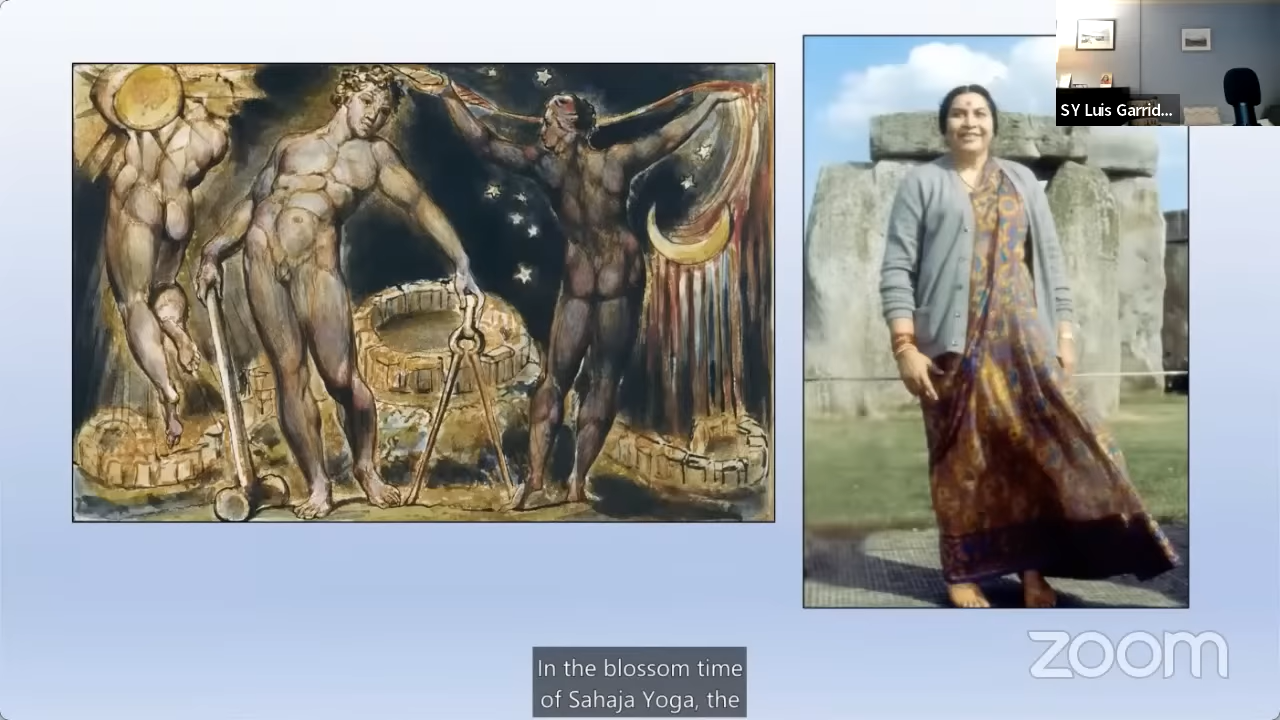 SY Luis Garrid...
In the blossom time
of Sahaja Yoga, the
zoom